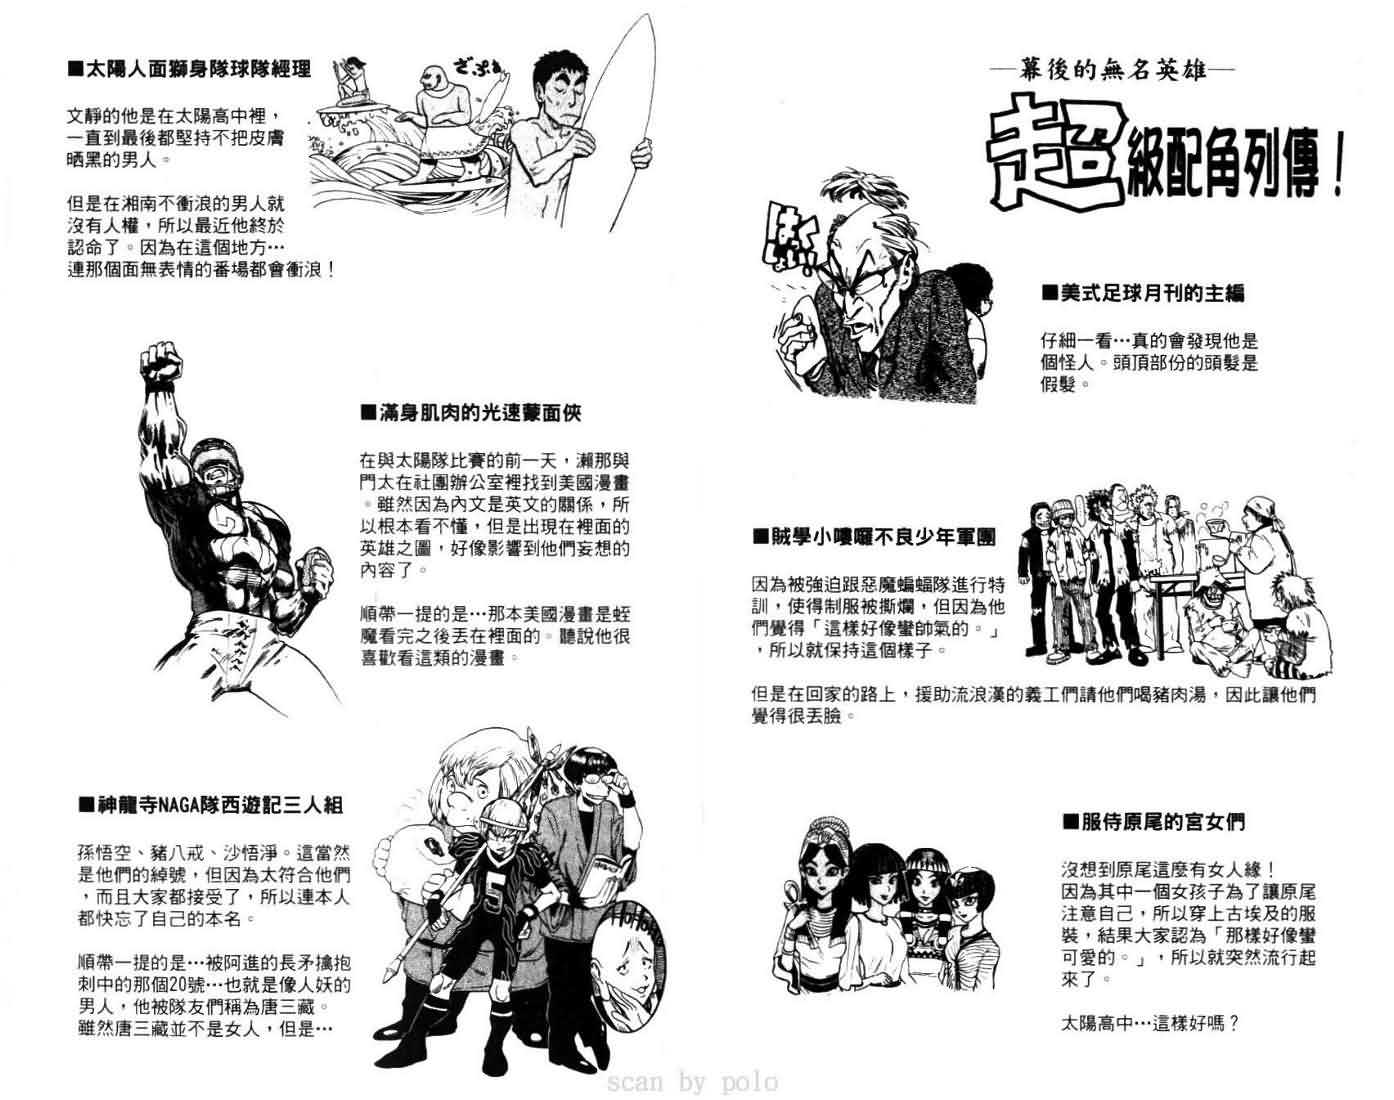 —幕後的無名英雄—
超級配角列傳！
ほくほく
■美式足球月刊的主編
仔細一看…真的會發現他是
個怪人。頭頂部份的頭髮是
假髮。
■賊學小嘍囉不良少年軍團
因為被強迫跟惡魔蝙蝠隊進行特
訓，使得制服被撕爛，但因為他
們覺得「這樣好像蠻帥氣的。」
，所以就保持這個樣子。
但是在回家的路上，援助流浪漢的義工們請他們喝豬肉湯，因此讓他們
覺得很丟臉。
■服侍原尾的宮女們
沒想到原尾這麼有女人緣！
因為其中一個女孩子為了讓原尾
注意自己，所以穿上古埃及的服
裝，結果大家認為「那樣好像蠻
可愛的。」，所以就突然流行起
來了。
太陽高中…這樣好嗎？
■太陽人面獅身隊球隊經理
ざぷぁ
文靜的他是在太陽高中裡，
一直到最後都堅持不把皮膚
晒黑的男人。
但是在湘南不衝浪的男人就
沒有人權，所以最近他終於
認命了。因為在這個地方…
連那個面無表情的番場都會衝浪！
■滿身肌肉的光速蒙面俠
在與太陽隊比賽的前一天，瀨那與
門太在社團辦公室裡找到美國漫畫
。雖然因為內文是英文的關係，所
以根本看不懂，但是出現在裡面的
英雄之圖，好像影響到他們妄想的
內容了。
順帶一提的是…那本美國漫畫是蛭
魔看完之後丟在裡面的。聽說他很
喜歡看這類的漫畫。
■神龍寺NAGA隊西遊記三人組
孫悟空、豬八戒、沙悟淨。這當然
是他們的綽號，但因為太符合他們
，而且大家都接受了，所以連本人
都快忘了自己的本名。
順帶一提的是…被阿進的長矛擒抱
刺中的那個20號…也就是像人妖的
男人，他被隊友們稱為唐三藏。
雖然唐三藏並不是女人，但是…
5
HoHoHo
scan by polo